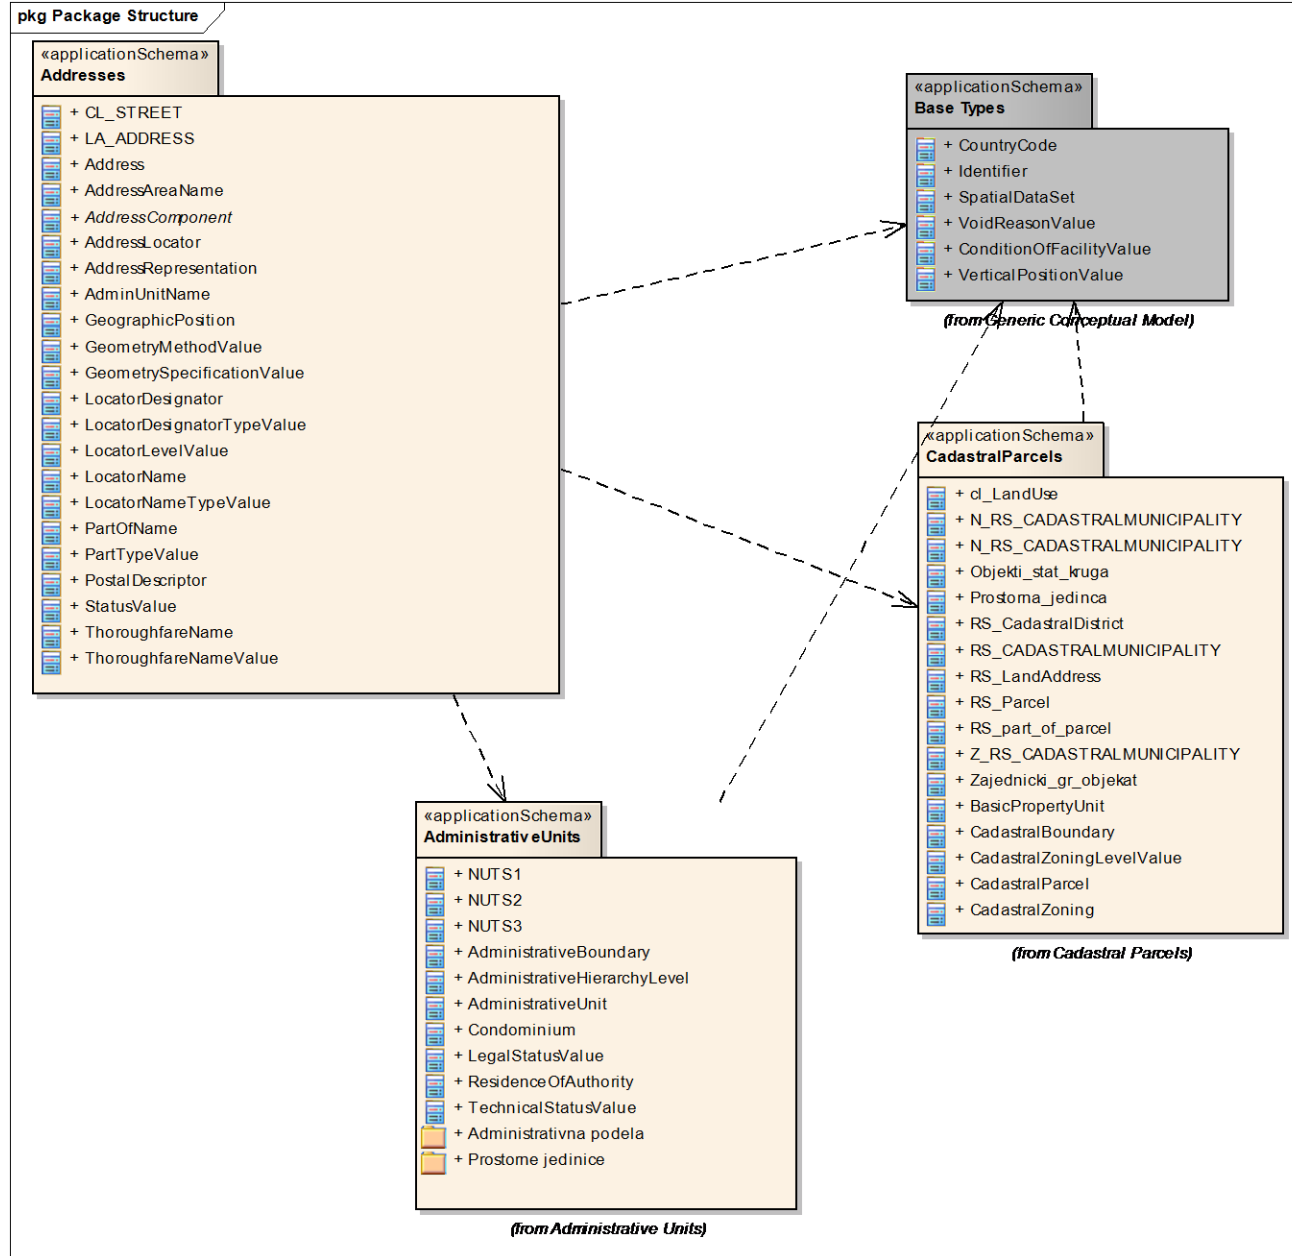 pkg Package Structure
«applicationSchema»
Addresses
+ CL_STREET
+ LA_ADDRESS
+ Address
+ AddressAreaName
+ AddressComponent
+ AddressLocator
+ AddressRepresentation
+ AdminUnitName
+ GeographicPosition
+ GeometryMethodValue
+ GeometrySpecificationValue
+ LocatorDesignator
+ LocatorDesignatorTypeValue
+ LocatorLevelValue
+ LocatorName
+ LocatorNameTypeValue
+ PartOfName
+ PartTypeValue
+ PostalDescriptor
+ StatusValue
+ ThoroughfareName
+ ThoroughfareNameValue
«applicationSchema»
Base Types
+ CountryCode
+ Identifier
+ SpatialDataSet
+ VoidReasonValue
+ ConditionOfFacilityValue
+ VerticalPositionValue
(from Generic Conceptual Model)
«applicationSchema»
CadastralParcels
+ cl_LandUse
+ N_RS_CADASTRALMUNICIPALITY
+ N_RS_CADASTRALMUNICIPALITY
+ Objekti_stat_kruga
+ Prostorna_jedinca
+ RS_CadastralDistrict
+ RS_CADASTRALMUNICIPALITY
+ RS_LandAddress
+ RS_Parcel
+ RS_part_of_parcel
+ Z_RS_CADASTRALMUNICIPALITY
+ Zajednicki_gr_objekat
+ BasicPropertyUnit
+ CadastralBoundary
+ CadastralZoningLevelValue
+ CadastralParcel
+ CadastralZoning
(from Cadastral Parcels)
«applicationSchema»
AdministrativeUnits
+ NUTS1
+ NUTS2
+ NUTS3
+ AdministrativeBoundary
+ AdministrativeHierarchyLevel
+ AdministrativeUnit
+ Condominium
+ LegalStatusValue
+ ResidenceOfAuthority
+ TechnicalStatusValue
+ Administrativna podela
+ Prostorne jedinice
(from Administrative Units)